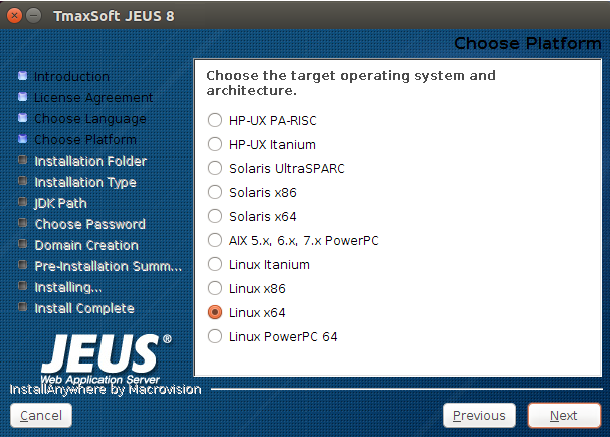 TmaxSoft JEUS 8
Choose Platform
Introduction
License Agreement
Choose Language
Choose Platform
Installation Folder
Installation Type
JDK Path
Choose Password
Domain Creation
Pre-Installation Summ...
Installing...
Install Complete
Choose the target operating system and
architecture.
HP-UX PA-RISC
HP-UX Itanium
Solaris UltraSPARC
Solaris x86
Solaris x64
AIX 5.x, 6.x, 7.x PowerPC
Linux Itanium
Linux x86
Linux x64
Linux PowerPC 64
JEUS®
Web Application Server
InstallAnywhere by Macrovision
Cancel
Previous
Next